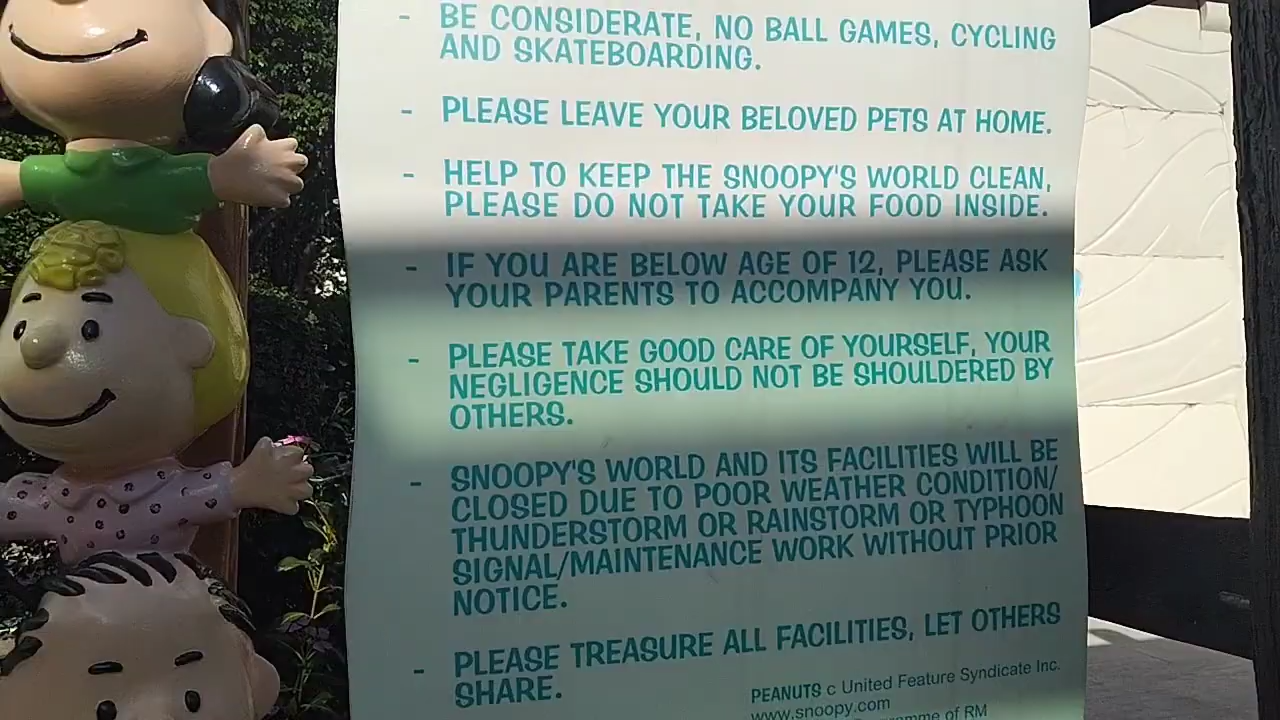 - BE CONSIDERATE, NO BALL GAMES, CYCLING
AND SKATEBOARDING.
- PLEASE LEAVE YOUR BELOVED PETS AT HOME.
- HELP TO KEEP THE SNOOPY'S WORLD CLEAN,
PLEASE DO NOT TAKE YOUR FOOD INSIDE.
- IF YOU ARE BELOW AGE OF 12, PLEASE ASK
YOUR PARENTS TO ACCOMPANY YOU.
- PLEASE TAKE GOOD CARE OF YOURSELF, YOUR
NEGLIGENCE SHOULD NOT BE SHOULDERED BY
OTHERS.
- SNOOPY'S WORLD AND ITS FACILITIES WILL BE
CLOSED DUE TO POOR WEATHER CONDITION/
THUNDERSTORM OR RAINSTORM OR TYPHOON
SIGNAL/MAINTENANCE WORK WITHOUT PRIOR
NOTICE.
- PLEASE TREASURE ALL FACILITIES, LET OTHERS
SHARE.
PEANUTS c United Feature Syndicate Inc.
www.snoopy.com
of RM